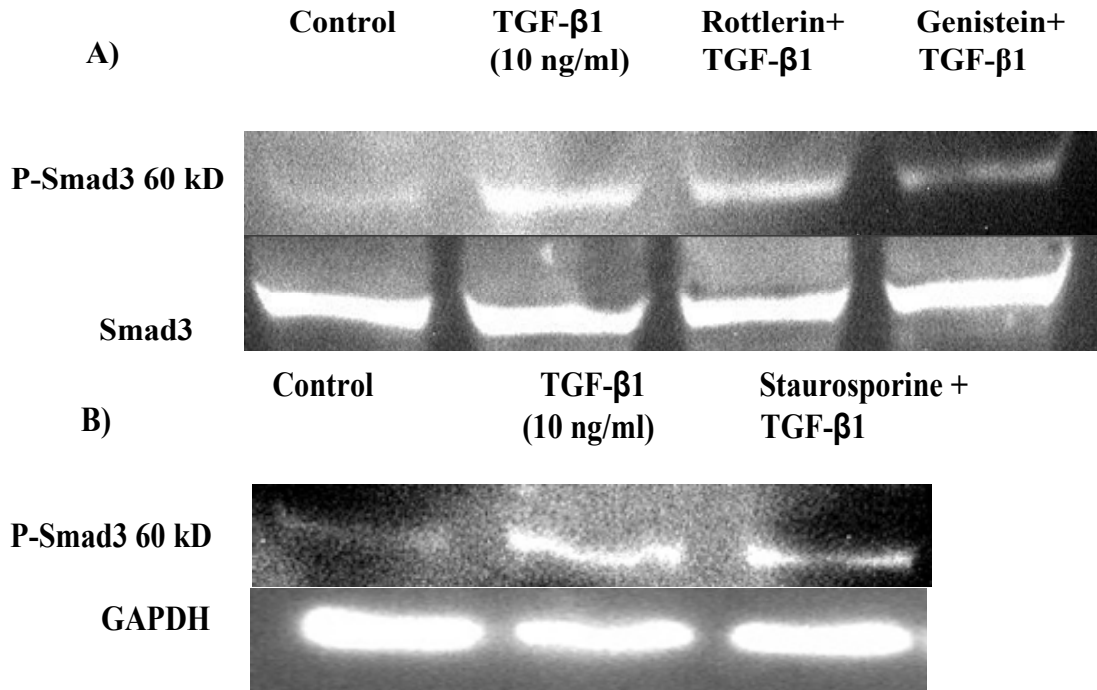 Control TGF-β1 Rottlerin+ Genistein+
A) (10 ng/ml) TGF-β1 TGF-β1
P-Smad3 60 kD
Smad3
Control TGF-β1 Staurosporine +
B) (10 ng/ml) TGF-β1
P-Smad3 60 kD
GAPDH